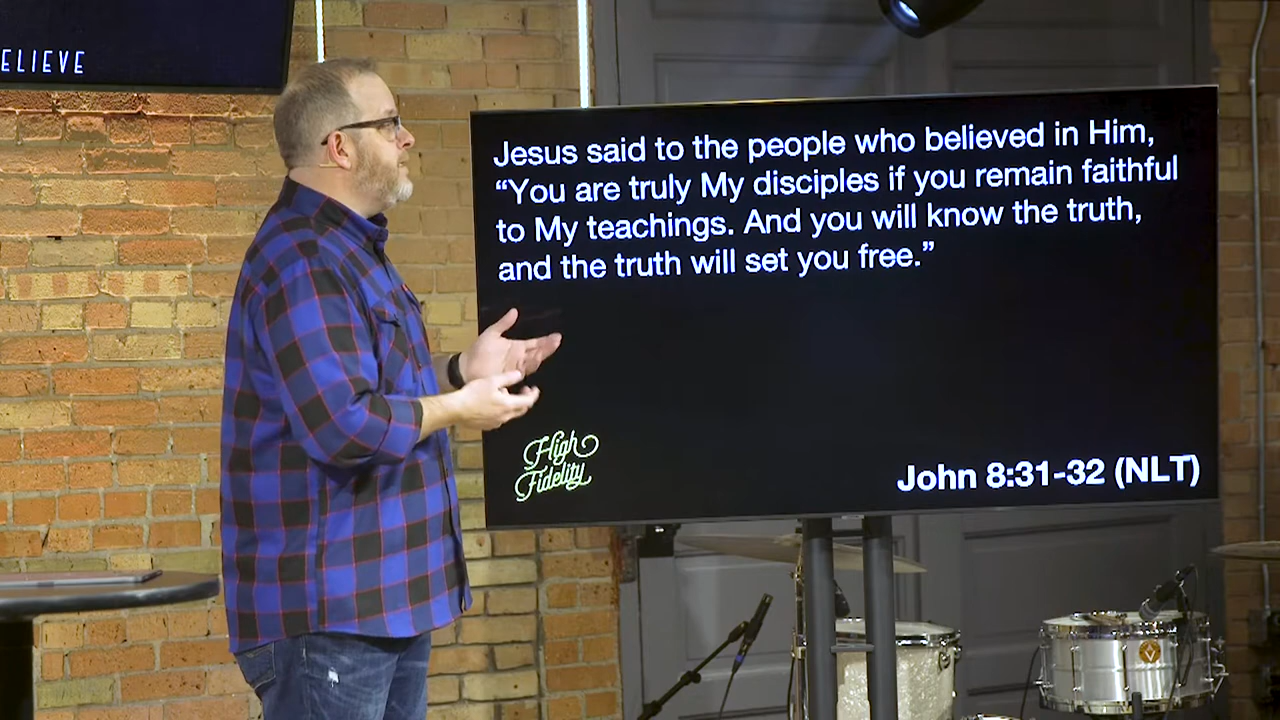 ELIEVE
Jesus said to the people who believed in Him,
“You are truly My disciples if you remain faithful
to My teachings. And you will know the truth,
and the truth will set you free.”
High
Fidelity
John 8:31-32 (NLT)